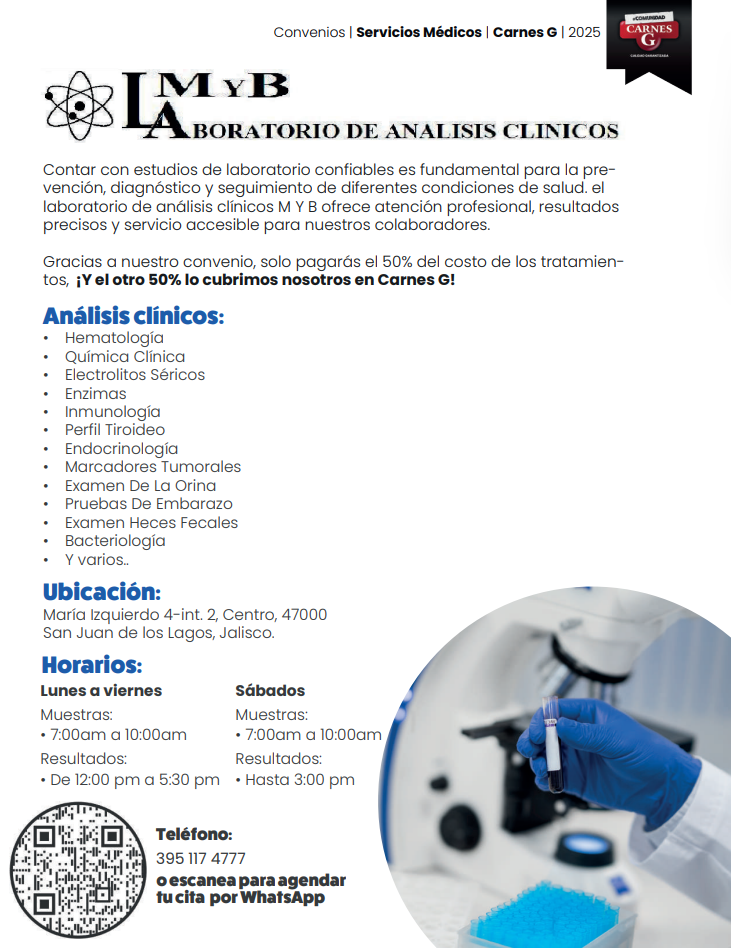 Convenios | Servicios Médicos | Carnes G | 2025
#COMUNIDAD
CARNES
G
CALIDAD GARANTIZADA
L M Y B
LABORATORIO DE ANALISIS CLINICOS
Contar con estudios de laboratorio confiables es fundamental para la pre-
vención, diagnóstico y seguimiento de diferentes condiciones de salud. el
laboratorio de análisis clínicos M Y B ofrece atención profesional, resultados
precisos y servicio accesible para nuestros colaboradores.
Gracias a nuestro convenio, solo pagarás el 50% del costo de los tratamien-
tos, ¡Y el otro 50% lo cubrimos nosotros en Carnes G!
Análisis clínicos:
• Hematología
• Química Clínica
• Electrolitos Séricos
• Enzimas
• Inmunología
• Perfil Tiroideo
• Endocrinología
• Marcadores Tumorales
• Examen De La Orina
• Pruebas De Embarazo
• Examen Heces Fecales
• Bacteriología
• Y varios..
Ubicación:
María Izquierdo 4-int. 2, Centro, 47000
San Juan de los Lagos, Jalisco.
Horarios:
Lunes a viernes
Muestras:
• 7:00am a 10:00am
Resultados:
• De 12:00 pm a 5:30 pm
Sábados
Muestras:
• 7:00am a 10:00am
Resultados:
• Hasta 3:00 pm
Teléfono:
395 117 4777
o escanea para agendar
tu cita por WhatsApp